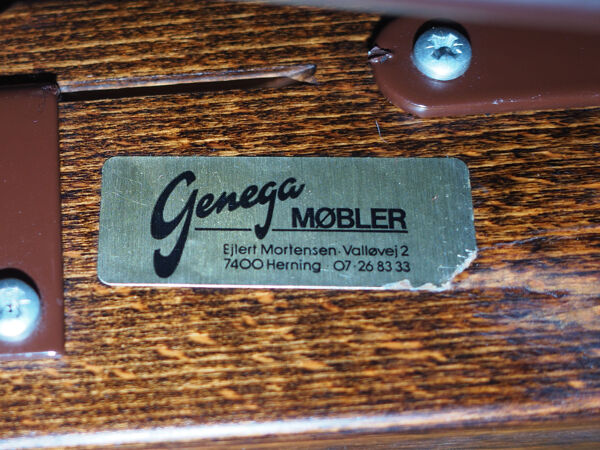 Genega MØBLER
Ejlert Mortensen·Valløvej 2
7400 Herning 07·26 83 33